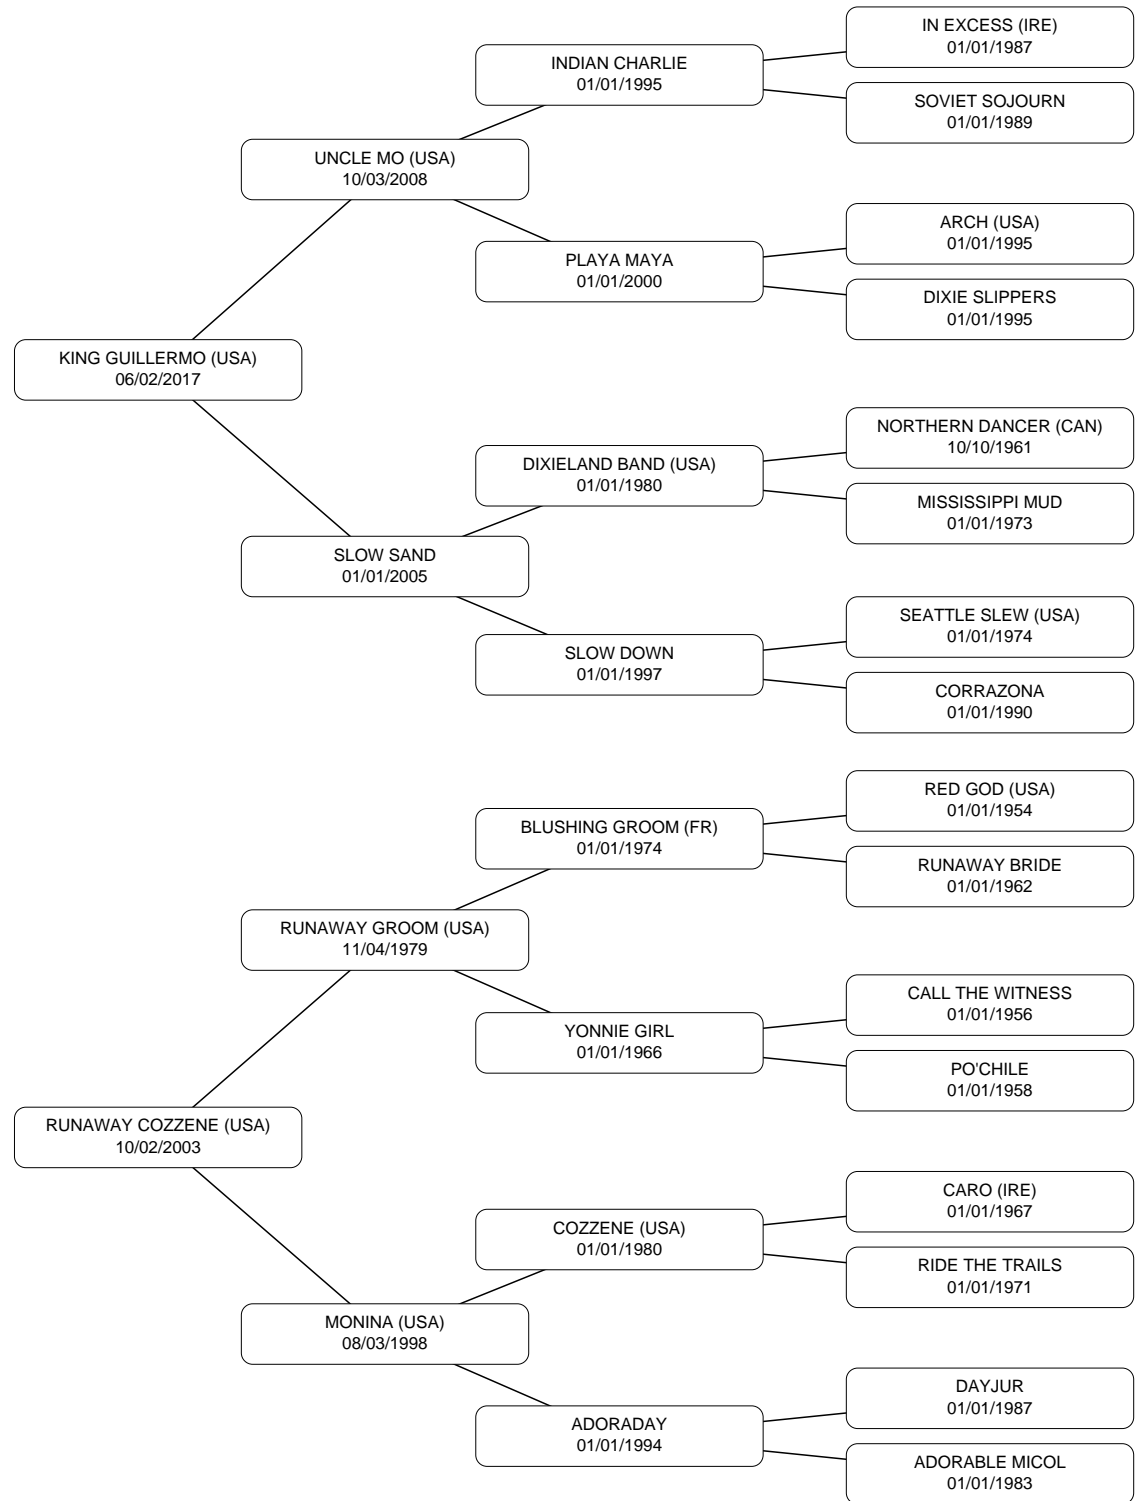 IN EXCESS (IRE)
01/01/1987
INDIAN CHARLIE
01/01/1995
SOVIET SOJOURN
01/01/1989
UNCLE MO (USA)
10/03/2008
ARCH (USA)
01/01/1995
PLAYA MAYA
01/01/2000
DIXIE SLIPPERS
01/01/1995
KING GUILLERMO (USA)
06/02/2017
NORTHERN DANCER (CAN)
10/10/1961
DIXIELAND BAND (USA)
01/01/1980
MISSISSIPPI MUD
01/01/1973
SLOW SAND
01/01/2005
SEATTLE SLEW (USA)
01/01/1974
SLOW DOWN
01/01/1997
CORRAZONA
01/01/1990
RED GOD (USA)
01/01/1954
BLUSHING GROOM (FR)
01/01/1974
RUNAWAY BRIDE
01/01/1962
RUNAWAY GROOM (USA)
11/04/1979
CALL THE WITNESS
01/01/1956
YONNIE GIRL
01/01/1966
PO'CHILE
01/01/1958
RUNAWAY COZZENE (USA)
10/02/2003
CARO (IRE)
01/01/1967
COZZENE (USA)
01/01/1980
RIDE THE TRAILS
01/01/1971
MONINA (USA)
08/03/1998
DAYJUR
01/01/1987
ADORADAY
01/01/1994
ADORABLE MICOL
01/01/1983